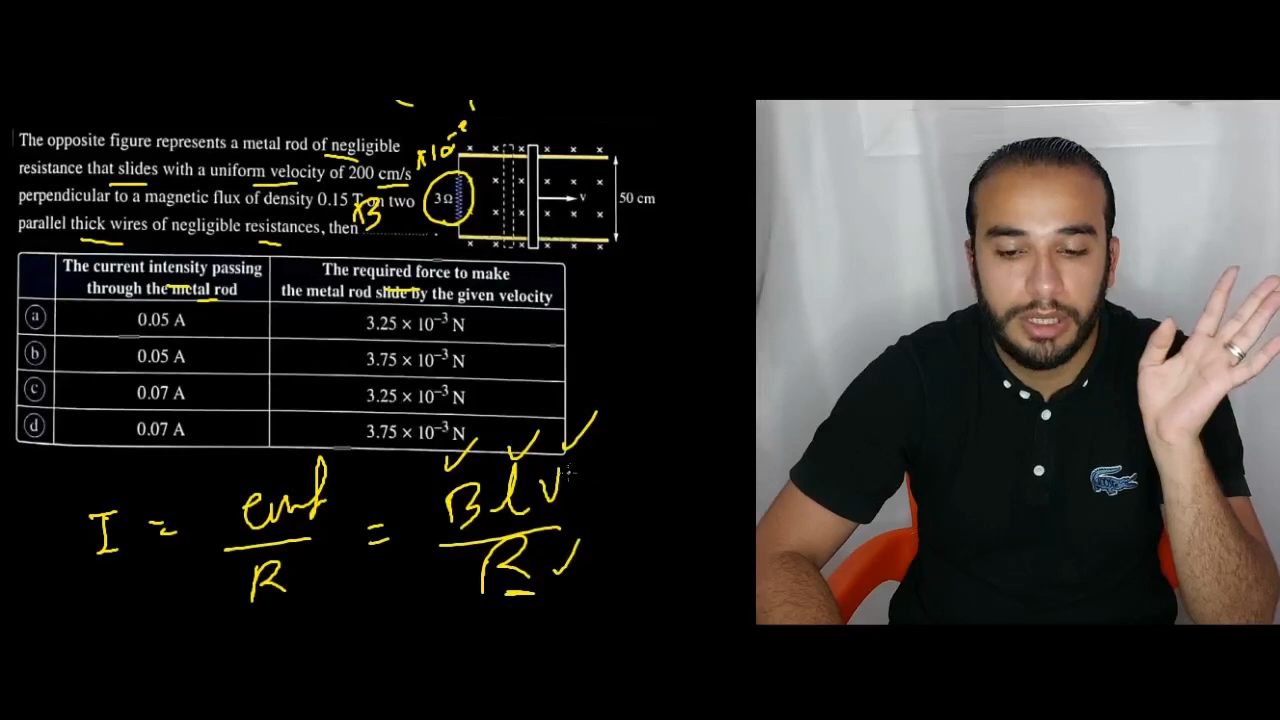 The opposite figure represents a metal rod of negligible
resistance that slides with a uniform velocity of 200 cm/s
×10⁻²
perpendicular to a magnetic flux of density 0.15 T on two
parallel thick wires of negligible resistances, then ..............
B
3 Ω
v
50 cm
The current intensity passing through the metal rod
The required force to make the metal rod slide by the given velocity
a 0.05 A 3.25 × 10⁻³ N
b 0.05 A 3.75 × 10⁻³ N
c 0.07 A 3.25 × 10⁻³ N
d 0.07 A 3.75 × 10⁻³ N
I = emf / R = B l v / R